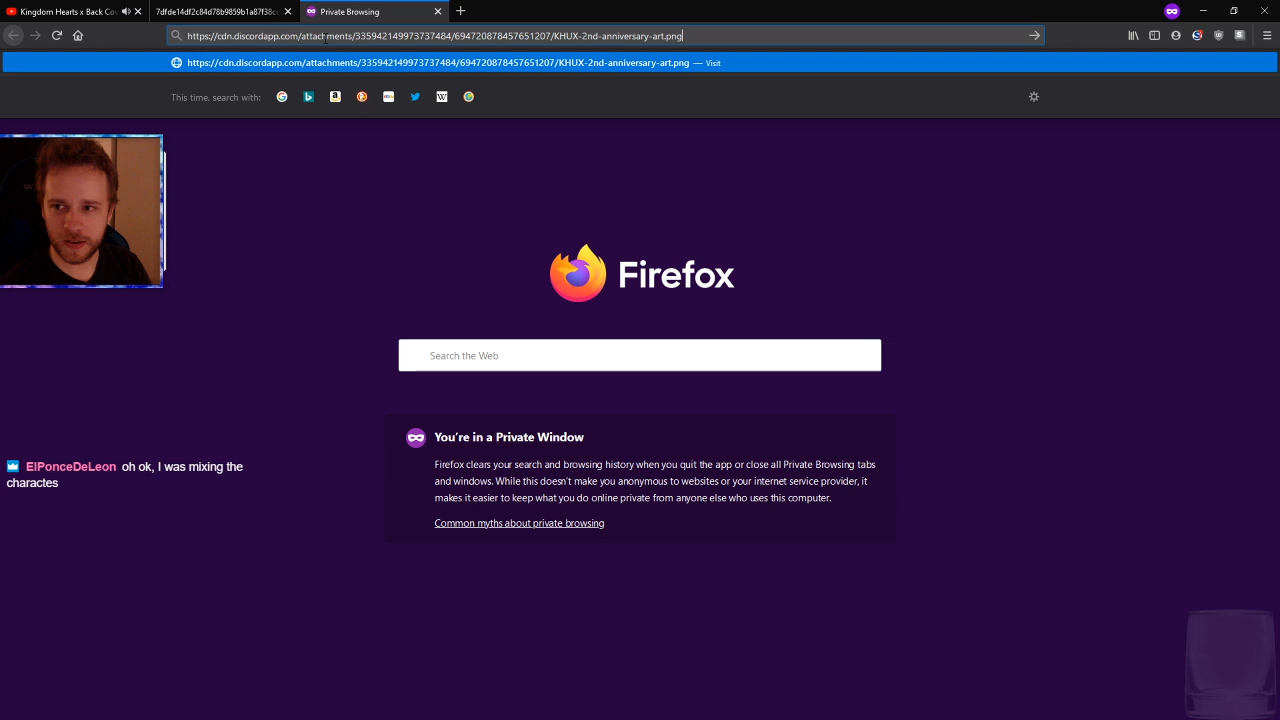 Kingdom Hearts x Back Cov
7dfde14df2c84d78b9859b1a87f38c
Private Browsing
https://cdn.discordapp.com/attachments/335942149973737484/694720878457651207/KHUX-2nd-anniversary-art.png
https://cdn.discordapp.com/attachments/335942149973737484/694720878457651207/KHUX-2nd-anniversary-art.png — Visit
This time, search with:
Firefox
Search the Web
You’re in a Private Window
Firefox clears your search and browsing history when you quit the app or close all Private Browsing tabs
and windows. While this doesn’t make you anonymous to websites or your internet service provider, it
makes it easier to keep what you do online private from anyone else who uses this computer.
Common myths about private browsing
ElPonceDeLeon oh ok, I was mixing the
charactes